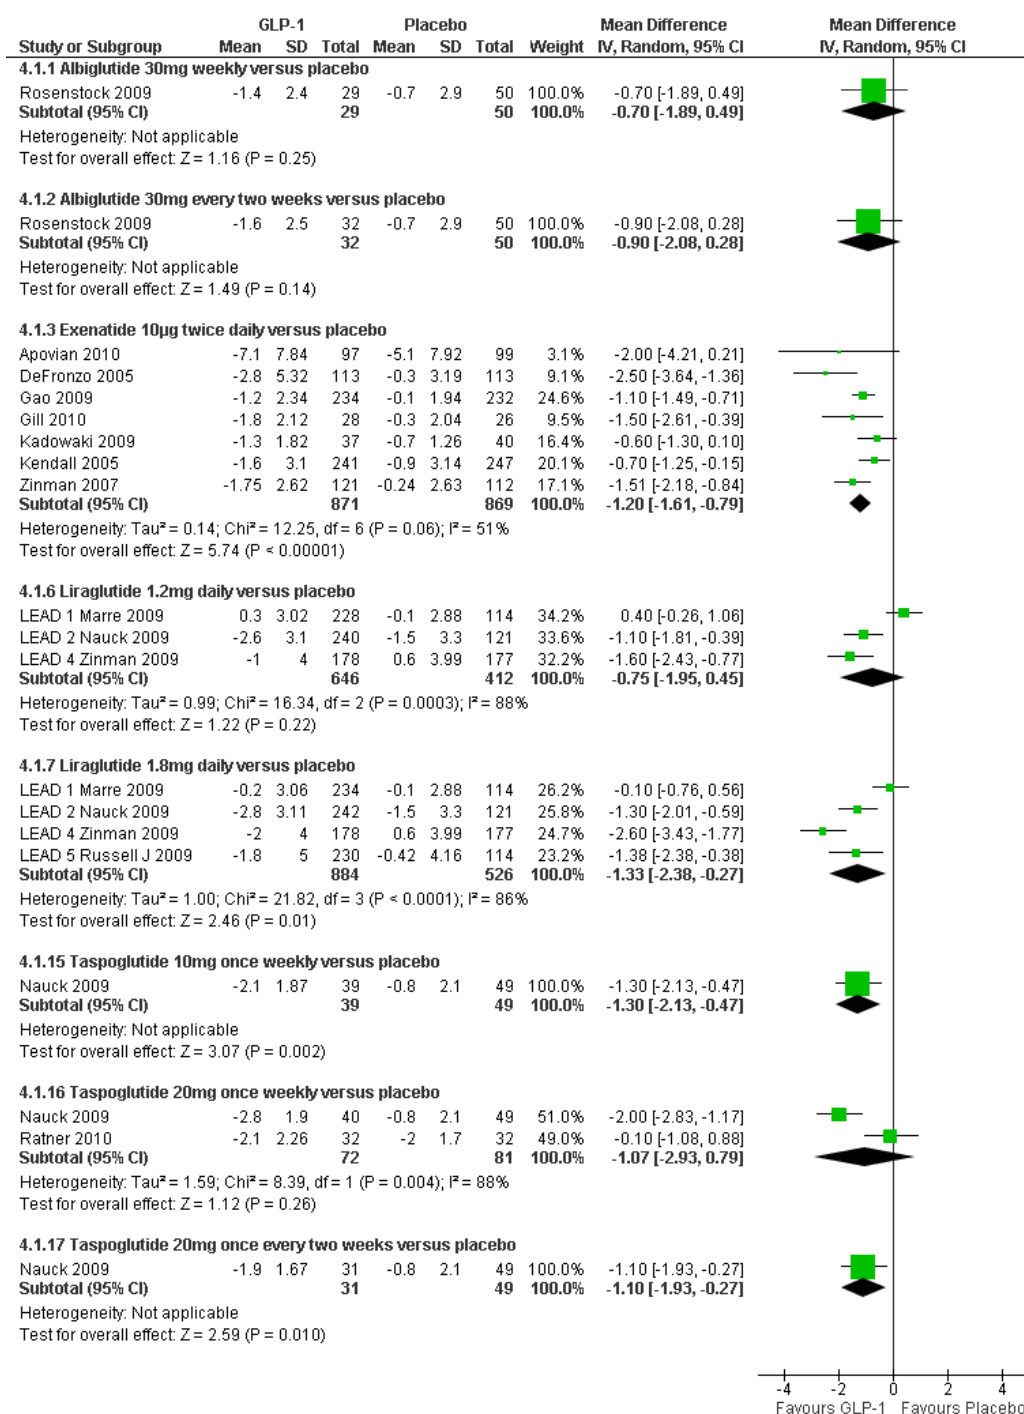 GLP-1 Placebo Mean Difference Mean Difference
Study or Subgroup Mean SD Total Mean SD Total Weight IV, Random, 95% CI IV, Random, 95% CI
4.1.1 Albiglutide 30mg weekly versus placebo
Rosenstock 2009 -1.4 2.4 29 -0.7 2.9 50 100.0% -0.70 [-1.89, 0.49]
Subtotal (95% CI) 29 50 100.0% -0.70 [-1.89, 0.49]
Heterogeneity: Not applicable
Test for overall effect: Z = 1.16 (P = 0.25)
4.1.2 Albiglutide 30mg every two weeks versus placebo
Rosenstock 2009 -1.6 2.5 32 -0.7 2.9 50 100.0% -0.90 [-2.08, 0.28]
Subtotal (95% CI) 32 50 100.0% -0.90 [-2.08, 0.28]
Heterogeneity: Not applicable
Test for overall effect: Z = 1.49 (P = 0.14)
4.1.3 Exenatide 10µg twice daily versus placebo
Apovian 2010 -7.1 7.84 97 -5.1 7.92 99 3.1% -2.00 [-4.21, 0.21]
DeFronzo 2005 -2.8 5.32 113 -0.3 3.19 113 9.1% -2.50 [-3.64, -1.36]
Gao 2009 -1.2 2.34 234 -0.1 1.94 232 24.6% -1.10 [-1.49, -0.71]
Gill 2010 -1.8 2.12 28 -0.3 2.04 26 9.5% -1.50 [-2.61, -0.39]
Kadowaki 2009 -1.3 1.82 37 -0.7 1.26 40 16.4% -0.60 [-1.30, 0.10]
Kendall 2005 -1.6 3.1 241 -0.9 3.14 247 20.1% -0.70 [-1.25, -0.15]
Zinman 2007 -1.75 2.62 121 -0.24 2.63 112 17.1% -1.51 [-2.18, -0.84]
Subtotal (95% CI) 871 869 100.0% -1.20 [-1.61, -0.79]
Heterogeneity: Tau² = 0.14; Chi² = 12.25, df = 6 (P = 0.06); I² = 51%
Test for overall effect: Z = 5.74 (P < 0.00001)
4.1.6 Liraglutide 1.2mg daily versus placebo
LEAD 1 Marre 2009 0.3 3.02 228 -0.1 2.88 114 34.2% 0.40 [-0.26, 1.06]
LEAD 2 Nauck 2009 -2.6 3.1 240 -1.5 3.3 121 33.6% -1.10 [-1.81, -0.39]
LEAD 4 Zinman 2009 -1 4 178 0.6 3.99 177 32.2% -1.60 [-2.43, -0.77]
Subtotal (95% CI) 646 412 100.0% -0.75 [-1.95, 0.45]
Heterogeneity: Tau² = 0.99; Chi² = 16.34, df = 2 (P = 0.0003); I² = 88%
Test for overall effect: Z = 1.22 (P = 0.22)
4.1.7 Liraglutide 1.8mg daily versus placebo
LEAD 1 Marre 2009 -0.2 3.06 234 -0.1 2.88 114 26.2% -0.10 [-0.76, 0.56]
LEAD 2 Nauck 2009 -2.8 3.11 242 -1.5 3.3 121 25.8% -1.30 [-2.01, -0.59]
LEAD 4 Zinman 2009 -2 4 178 0.6 3.99 177 24.7% -2.60 [-3.43, -1.77]
LEAD 5 Russell J 2009 -1.8 5 230 -0.42 4.16 114 23.2% -1.38 [-2.38, -0.38]
Subtotal (95% CI) 884 526 100.0% -1.33 [-2.38, -0.27]
Heterogeneity: Tau² = 1.00; Chi² = 21.82, df = 3 (P < 0.0001); I² = 86%
Test for overall effect: Z = 2.46 (P = 0.01)
4.1.15 Taspoglutide 10mg once weekly versus placebo
Nauck 2009 -2.1 1.87 39 -0.8 2.1 49 100.0% -1.30 [-2.13, -0.47]
Subtotal (95% CI) 39 49 100.0% -1.30 [-2.13, -0.47]
Heterogeneity: Not applicable
Test for overall effect: Z = 3.07 (P = 0.002)
4.1.16 Taspoglutide 20mg once weekly versus placebo
Nauck 2009 -2.8 1.9 40 -0.8 2.1 49 51.0% -2.00 [-2.83, -1.17]
Ratner 2010 -2.1 2.26 32 -2 1.7 32 49.0% -0.10 [-1.08, 0.88]
Subtotal (95% CI) 72 81 100.0% -1.07 [-2.93, 0.79]
Heterogeneity: Tau² = 1.59; Chi² = 8.39, df = 1 (P = 0.004); I² = 88%
Test for overall effect: Z = 1.12 (P = 0.26)
4.1.17 Taspoglutide 20mg once every two weeks versus placebo
Nauck 2009 -1.9 1.67 31 -0.8 2.1 49 100.0% -1.10 [-1.93, -0.27]
Subtotal (95% CI) 31 49 100.0% -1.10 [-1.93, -0.27]
Heterogeneity: Not applicable
Test for overall effect: Z = 2.59 (P = 0.010)
-4 -2 0 2 4
Favours GLP-1 Favours Placebo